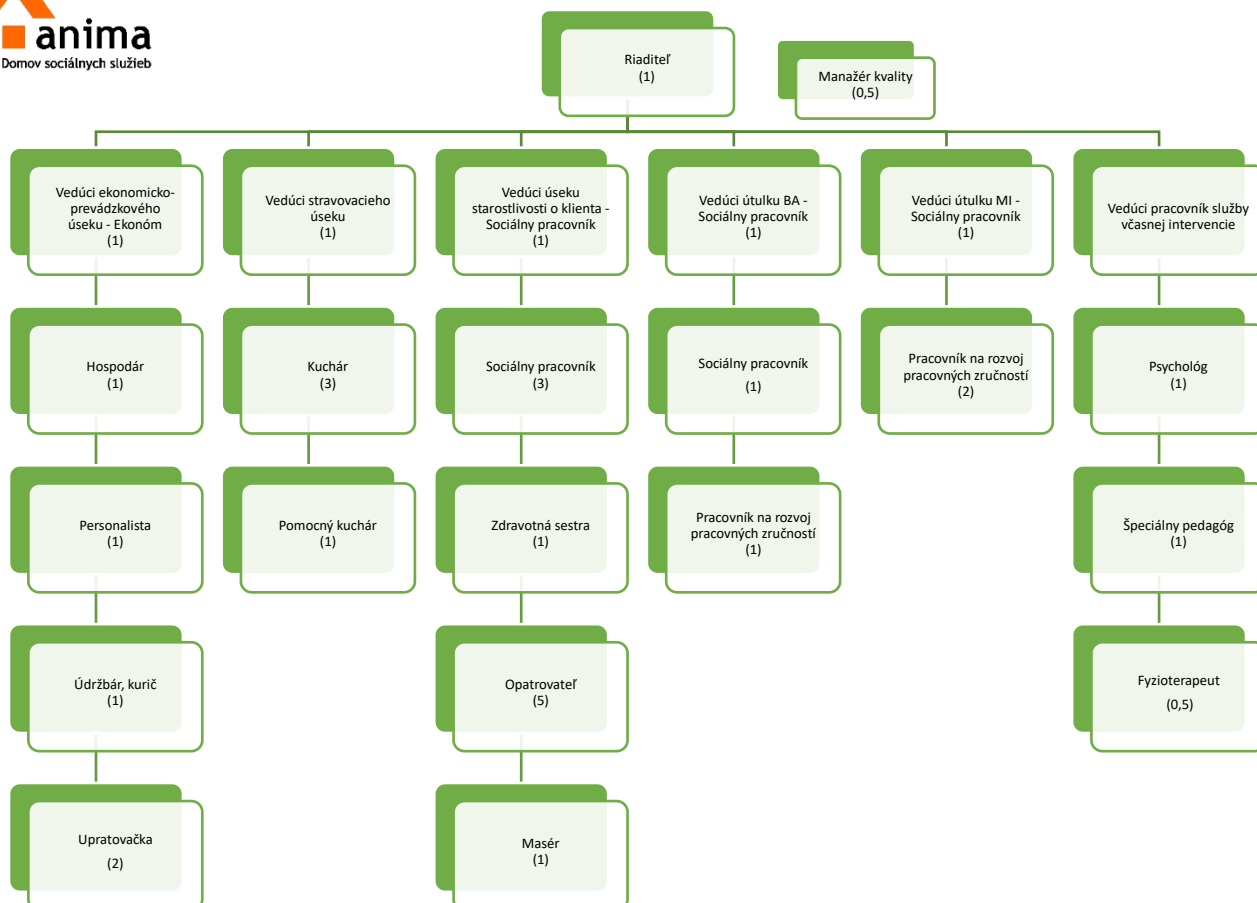 anima
Domov sociálnych služieb
Riaditeľ
(1)
Manažér kvality
(0,5)
Vedúci ekonomicko-
prevádzkového
úseku - Ekonóm
(1)
Vedúci stravovacieho
úseku
(1)
Vedúci úseku
starostlivosti o klienta -
Sociálny pracovník
(1)
Vedúci útulku BA -
Sociálny pracovník
(1)
Vedúci útulku MI -
Sociálny pracovník
(1)
Vedúci pracovník služby
včasnej intervencie
Hospodár
(1)
Kuchár
(3)
Sociálny pracovník
(3)
Sociálny pracovník
(1)
Pracovník na rozvoj
pracovných zručností
(2)
Psychológ
(1)
Personalista
(1)
Pomocný kuchár
(1)
Zdravotná sestra
(1)
Pracovník na rozvoj
pracovných zručností
(1)
Špeciálny pedagóg
(1)
Údržbár, kurič
(1)
Opatrovateľ
(5)
Fyzioterapeut
(0,5)
Upratovačka
(2)
Masér
(1)